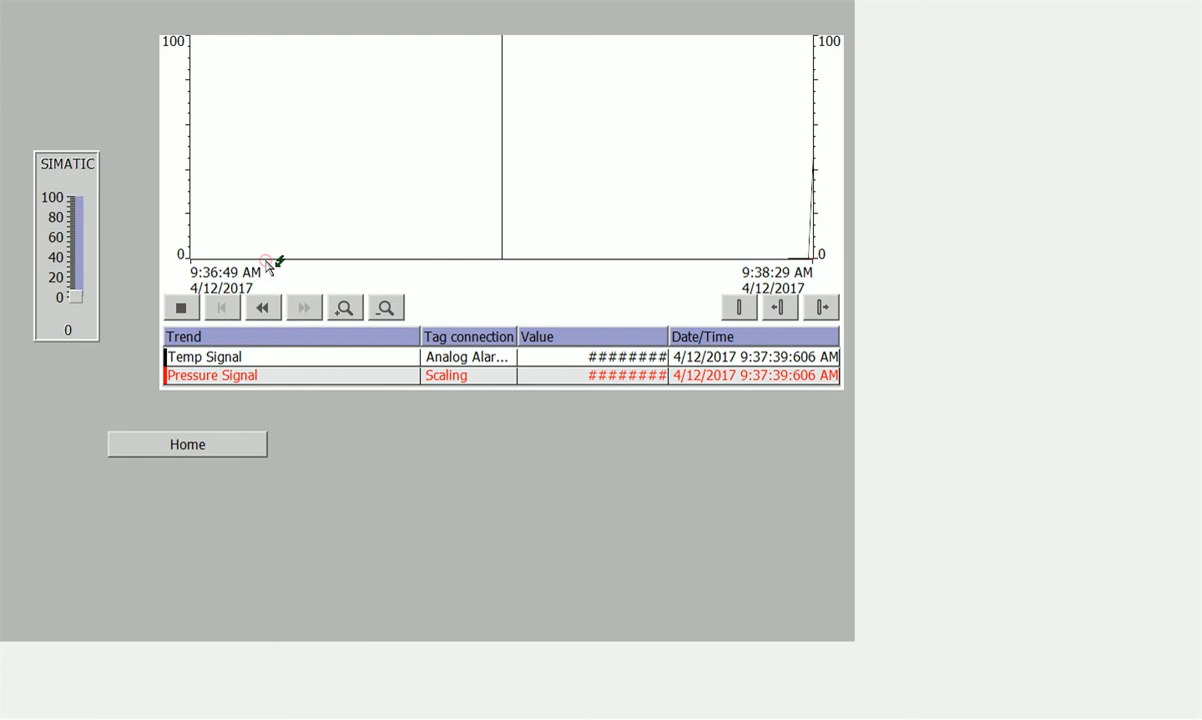 100
100
SIMATIC
100
80
60
40
20
0
0
0
0
9:36:49 AM
4/12/2017
9:38:29 AM
4/12/2017
Trend Tag connection Value Date/Time
Temp Signal Analog Alar... ######## 4/12/2017 9:37:39:606 AM
Pressure Signal Scaling ######## 4/12/2017 9:37:39:606 AM
Home